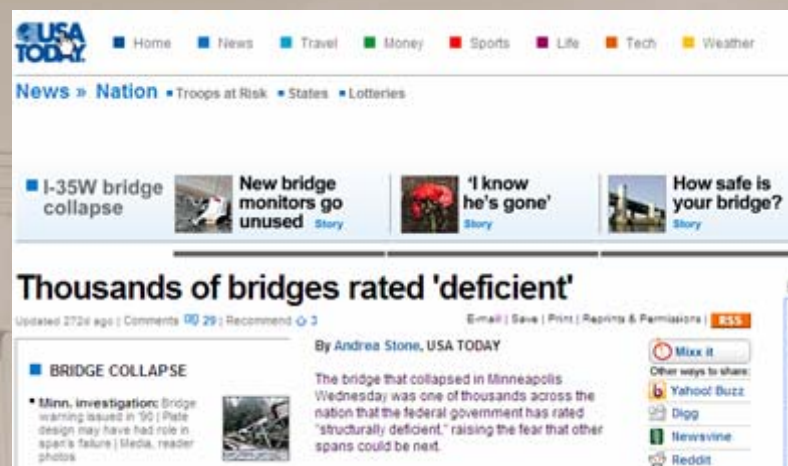 USA TODAY.
Home News Travel Money Sports Life Tech Weather
News » Nation Troops at Risk States Lotteries
I-35W bridge collapse
New bridge monitors go unused Story
'I know he's gone' Story
How safe is your bridge? Story
Thousands of bridges rated 'deficient'
Updated 272d ago | Comments 29 | Recommend 3
E-mail | Save | Print | Reprints & Permissions | RSS
BRIDGE COLLAPSE
Minn. investigation: Bridge
warning issued in '90 | Plate
design may have had role in
span's failure | Media, reader
photos
By Andrea Stone, USA TODAY
The bridge that collapsed in Minneapolis
Wednesday was one of thousands across the
nation that the federal government has rated
"structurally deficient," raising the fear that other
spans could be next.
Mixx it
Other ways to share:
Yahoo! Buzz
Digg
Newsvine
Reddit